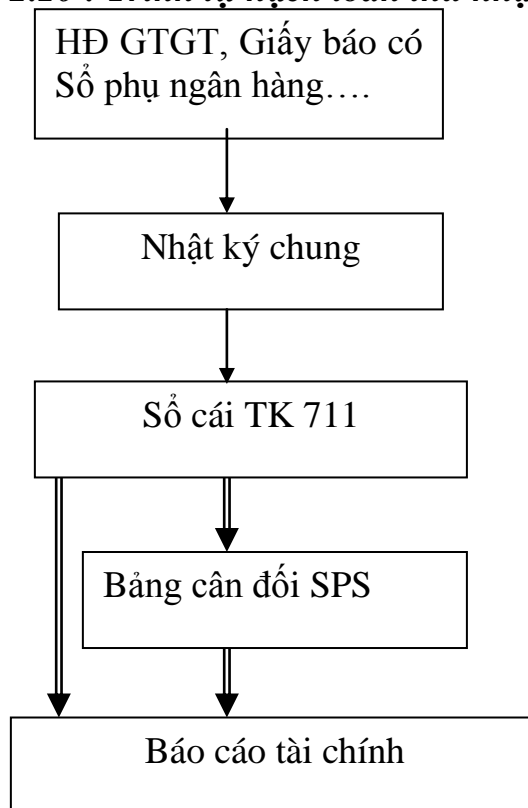 HĐ GTGT, Giấy báo có
Sổ phụ ngân hàng….
Nhật ký chung
Sổ cái TK 711
Bảng cân đối SPS
Báo cáo tài chính